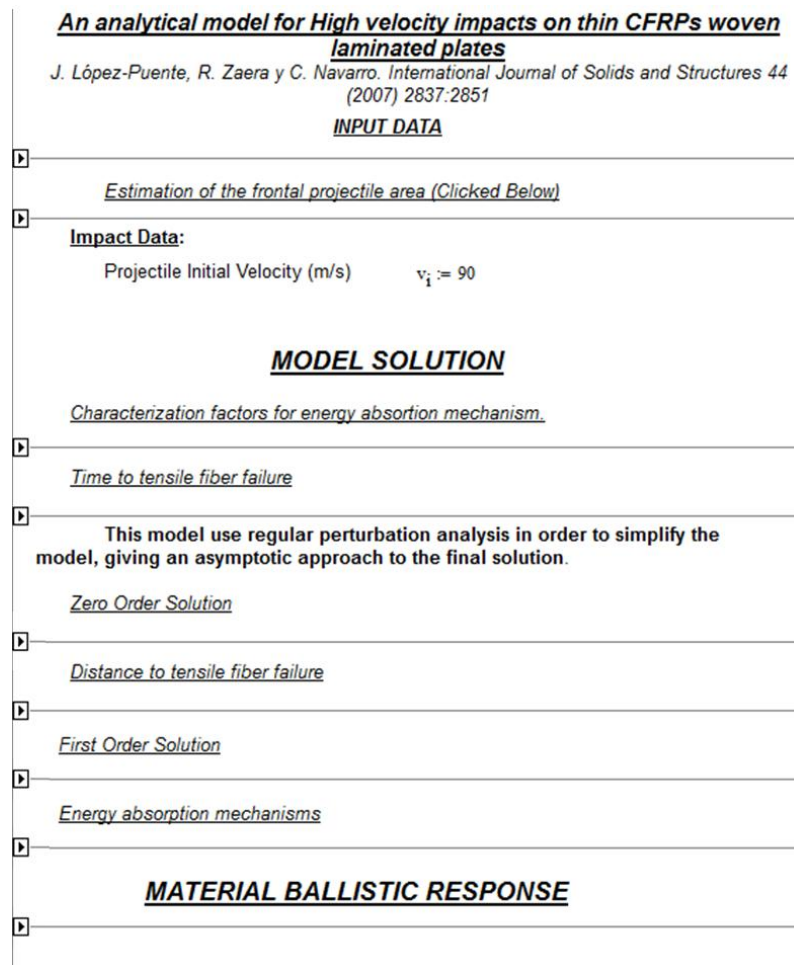 An analytical model for High velocity impacts on thin CFRPs woven
laminated plates
J. López-Puente, R. Zaera y C. Navarro. International Journal of Solids and Structures 44
(2007) 2837:2851
INPUT DATA
Estimation of the frontal projectile area (Clicked Below)
Impact Data:
Projectile Initial Velocity (m/s) vi := 90
MODEL SOLUTION
Characterization factors for energy absortion mechanism.
Time to tensile fiber failure
This model use regular perturbation analysis in order to simplify the
model, giving an asymptotic approach to the final solution.
Zero Order Solution
Distance to tensile fiber failure
First Order Solution
Energy absorption mechanisms
MATERIAL BALLISTIC RESPONSE